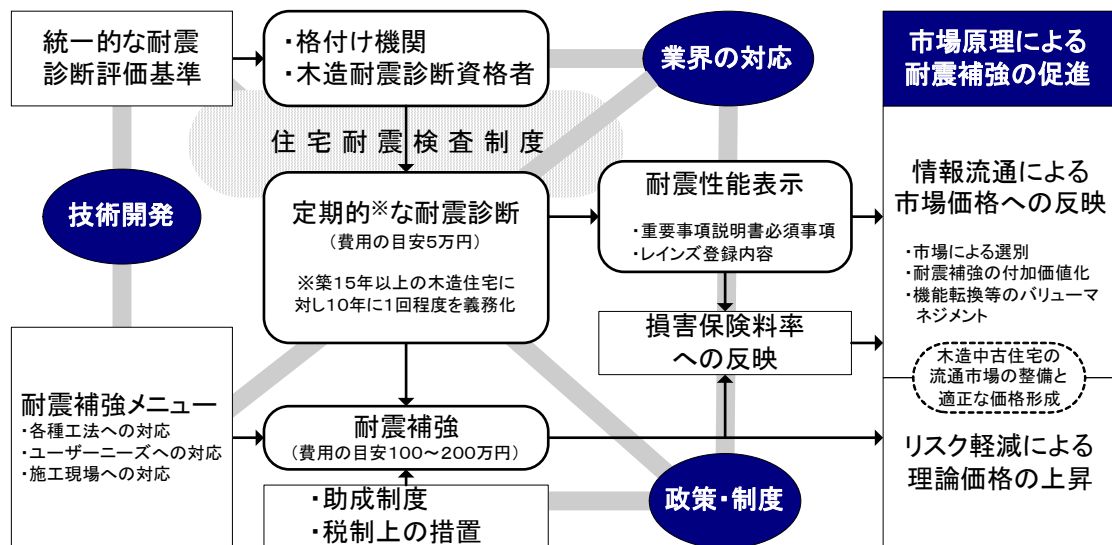 統一的な耐震
診断評価基準
・格付け機関
・木造耐震診断資格者
業界の対応
市場原理による
耐震補強の促進
住宅耐震検査制度
技術開発
定期的※な耐震診断
（費用の目安5万円）
※築15年以上の木造住宅に
対し10年に1回程度を義務化
耐震性能表示
・重要事項説明書必須事項
・レインズ登録内容
情報流通による
市場価格への反映
・市場による選別
・耐震補強の付加価値化
・機能転換等のバリューマ
ネジメント
損害保険料率
への反映
木造中古住宅の
流通市場の整備と
適正な価格形成
耐震補強メニュー
・各種工法への対応
・ユーザーニーズへの対応
・施工現場への対応
耐震補強
（費用の目安100～200万円）
・助成制度
・税制上の措置
政策・制度
リスク軽減による
理論価格の上昇